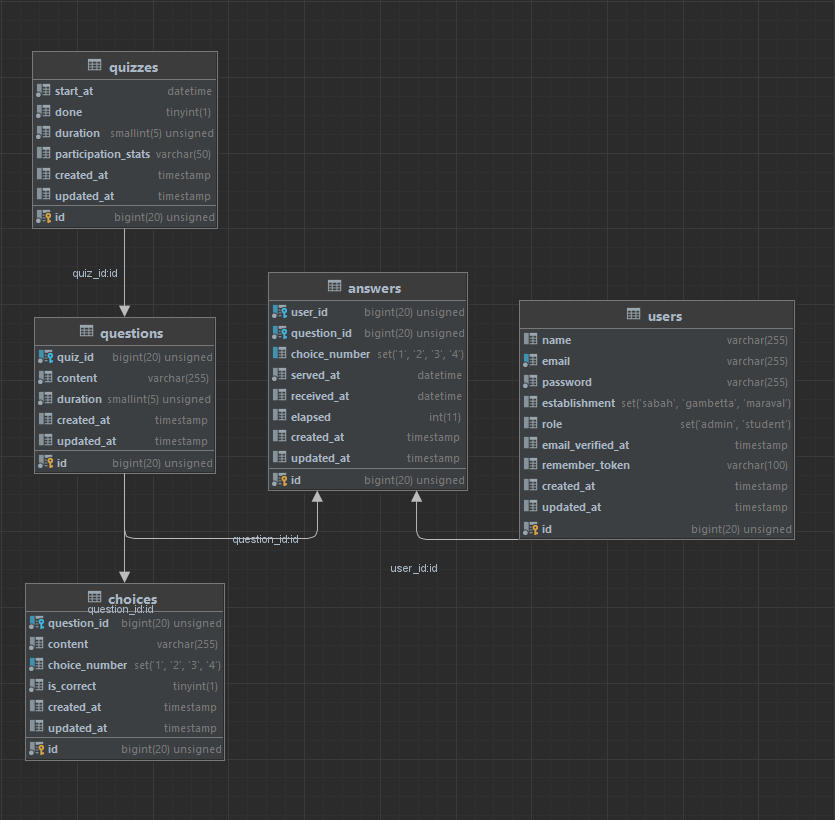 quizzes
start_at datetime
done tinyint(1)
duration smallint(5) unsigned
participation_stats varchar(50)
created_at timestamp
updated_at timestamp
id bigint(20) unsigned
quiz_id:id
questions
quiz_id bigint(20) unsigned
content varchar(255)
duration smallint(5) unsigned
created_at timestamp
updated_at timestamp
id bigint(20) unsigned
answers
user_id bigint(20) unsigned
question_id bigint(20) unsigned
choice_number set('1', '2', '3', '4')
served_at datetime
received_at datetime
elapsed int(11)
created_at timestamp
updated_at timestamp
id bigint(20) unsigned
users
name varchar(255)
email varchar(255)
password varchar(255)
establishment set('sabah', 'gambetta', 'maraval')
role set('admin', 'student')
email_verified_at timestamp
remember_token varchar(100)
created_at timestamp
updated_at timestamp
id bigint(20) unsigned
question_id:id
user_id:id
choices
question_id:id
question_id bigint(20) unsigned
content varchar(255)
choice_number set('1', '2', '3', '4')
is_correct tinyint(1)
created_at timestamp
updated_at timestamp
id bigint(20) unsigned